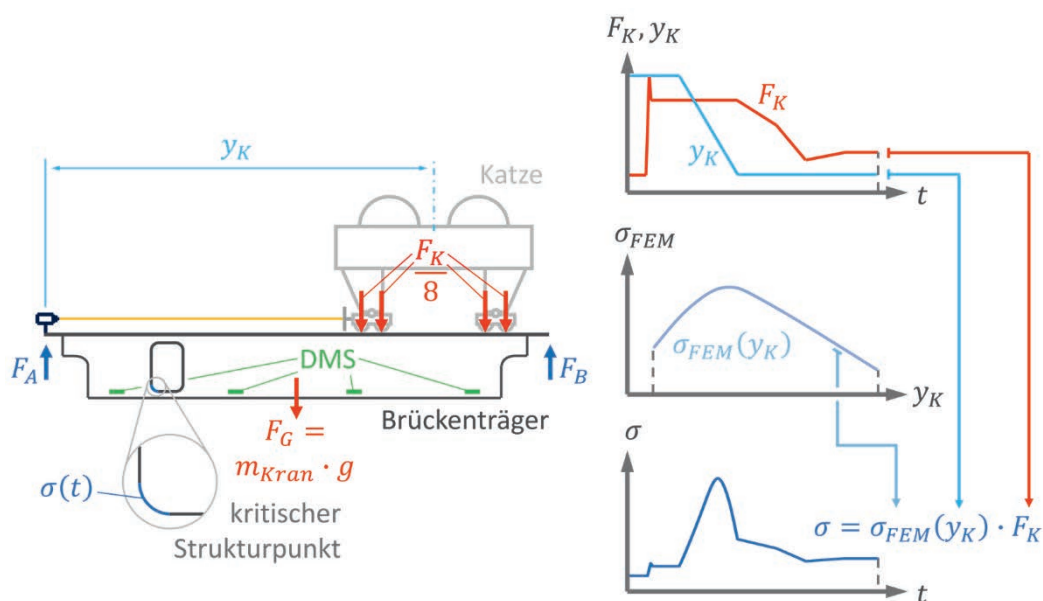 y_K
Katze
F_K
8
DMS
F_A
F_B
Brückenträger
F_G =
m_Kran · g
σ(t)
kritischer
Strukturpunkt
F_K, y_K
F_K
y_K
t
σ_FEM
σ_FEM(y_K)
y_K
σ
σ = σ_FEM(y_K) · F_K
t